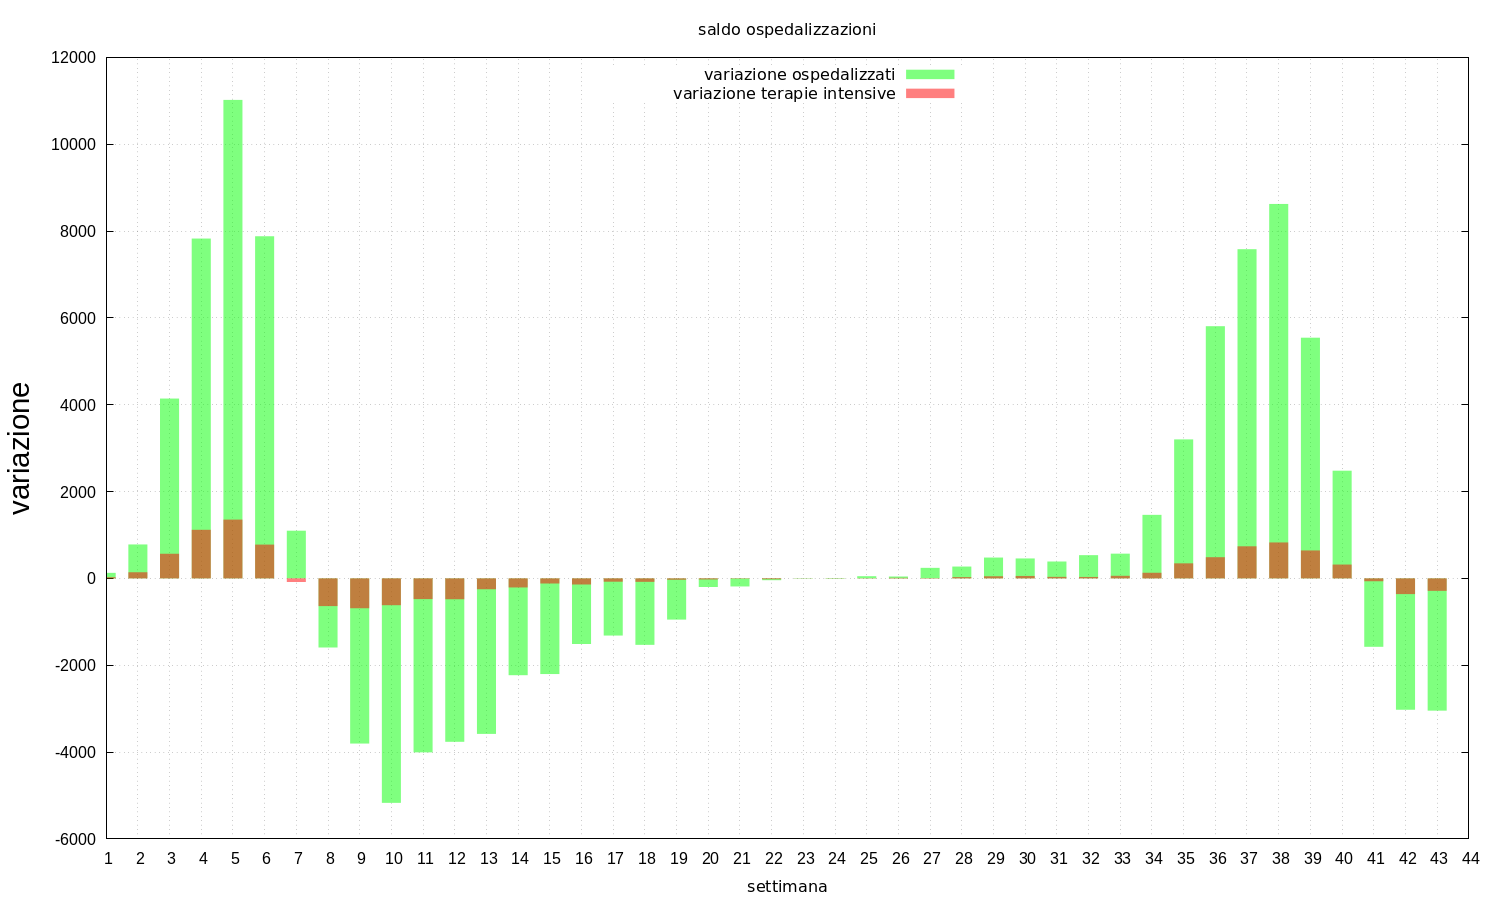 saldo ospedalizzazioni
variazione ospedalizzati
variazione terapie intensive
12000
10000
8000
6000
4000
2000
0
-2000
-4000
-6000
variazione
1 2 3 4 5 6 7 8 9 10 11 12 13 14 15 16 17 18 19 20 21 22 23 24 25 26 27 28 29 30 31 32 33 34 35 36 37 38 39 40 41 42 43 44
settimana